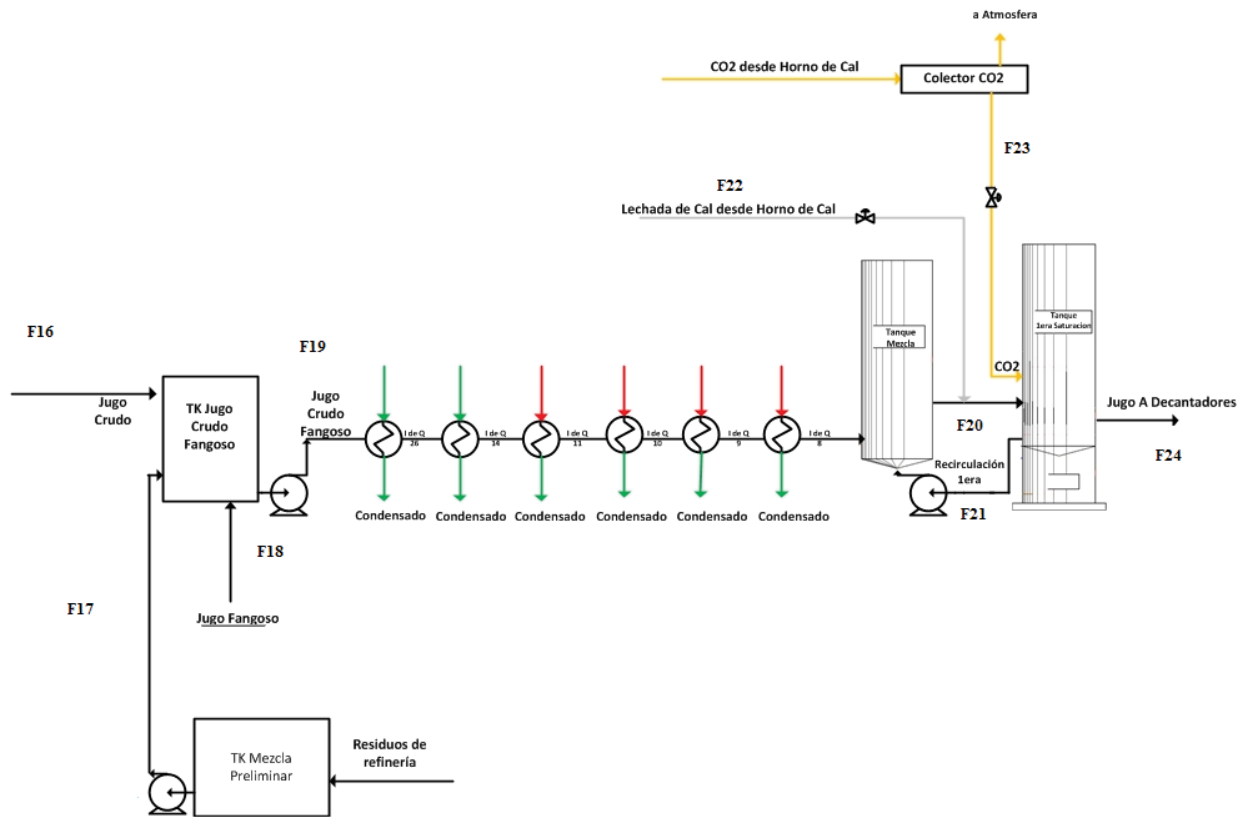 a Atmosfera
CO2 desde Horno de Cal
Colector CO2
F23
F22
Lechada de Cal desde Horno de Cal
Tanque
1era Saturacion
Tanque
Mezcla
F16
F19
CO2
Jugo
Crudo
TK Jugo
Crudo
Fangoso
Jugo
Crudo
Fangoso
I de Q
26
I de Q
14
I de Q
11
I de Q
10
I de Q
9
I de Q
8
Jugo A Decantadores
F20
F24
Recirculación
1era
F21
Condensado
Condensado
Condensado
Condensado
Condensado
Condensado
F18
F17
Jugo Fangoso
TK Mezcla
Preliminar
Residuos de
refinería